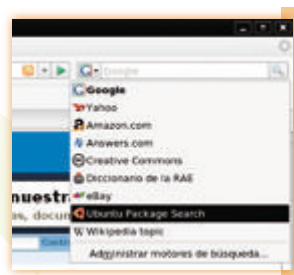 Google
Google
Yahoo
Amazon.com
Answers.com
Creative Commons
Diccionario de la RAE
eBay
nuestr
Ubuntu Package Search
os, docum
Wikipedia topic
Administrar motores de búsqueda...